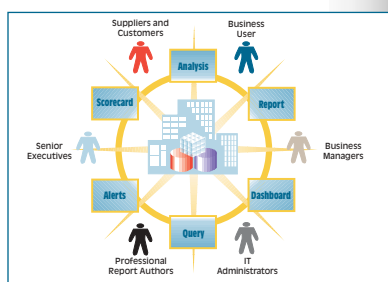 Suppliers and
Customers
Business
User
Analysis
Scorecard
Report
Senior
Executives
Business
Managers
Alerts
Dashboard
Query
Professional
Report Authors
IT
Administrators